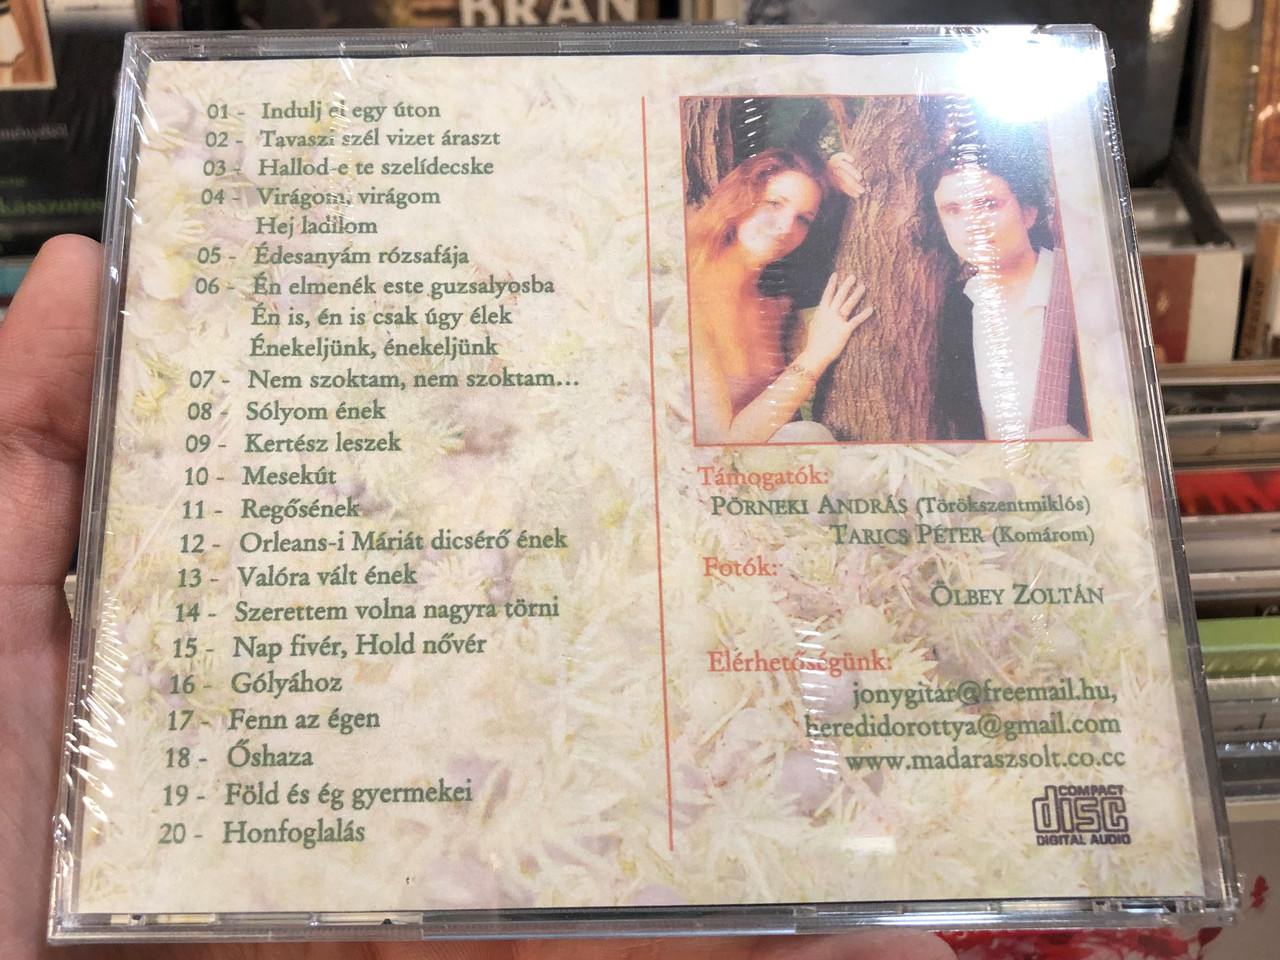 BRAN
01 - Indulj el egy úton
02 - Tavaszi szél vizet áraszt
03 - Hallod-e te szelídecske
04 - Virágom, virágom
Hej ladilom
05 - Édesanyám rózsafája
06 - Én elmenék este guzsalyosba
Én is, én is csak úgy élek
Énekeljünk, énekeljünk
07 - Nem szoktam, nem szoktam...
08 - Sólyom ének
09 - Kertész leszek
10 - Mesekút
11 - Regősének
12 - Orleans-i Máriát dicsérő ének
13 - Valóra vált ének
14 - Szerettem volna nagyra törni
15 - Nap fivér, Hold nővér
16 - Gólyához
17 - Fenn az égen
18 - Őshaza
19 - Föld és ég gyermekei
20 - Honfoglalás
Támogatók:
PÖRNEKI ANDRÁS (Törökszentmiklós)
TARICS PÉTER (Komárom)
Fotók:
ÖLBEY ZOLTÁN
Elérhetőségünk:
jonygitar@freemail.hu,
heredidorottya@gmail.com
www.madaraszsolt.co.cc
COMPACT
disc
DIGITAL AUDIO